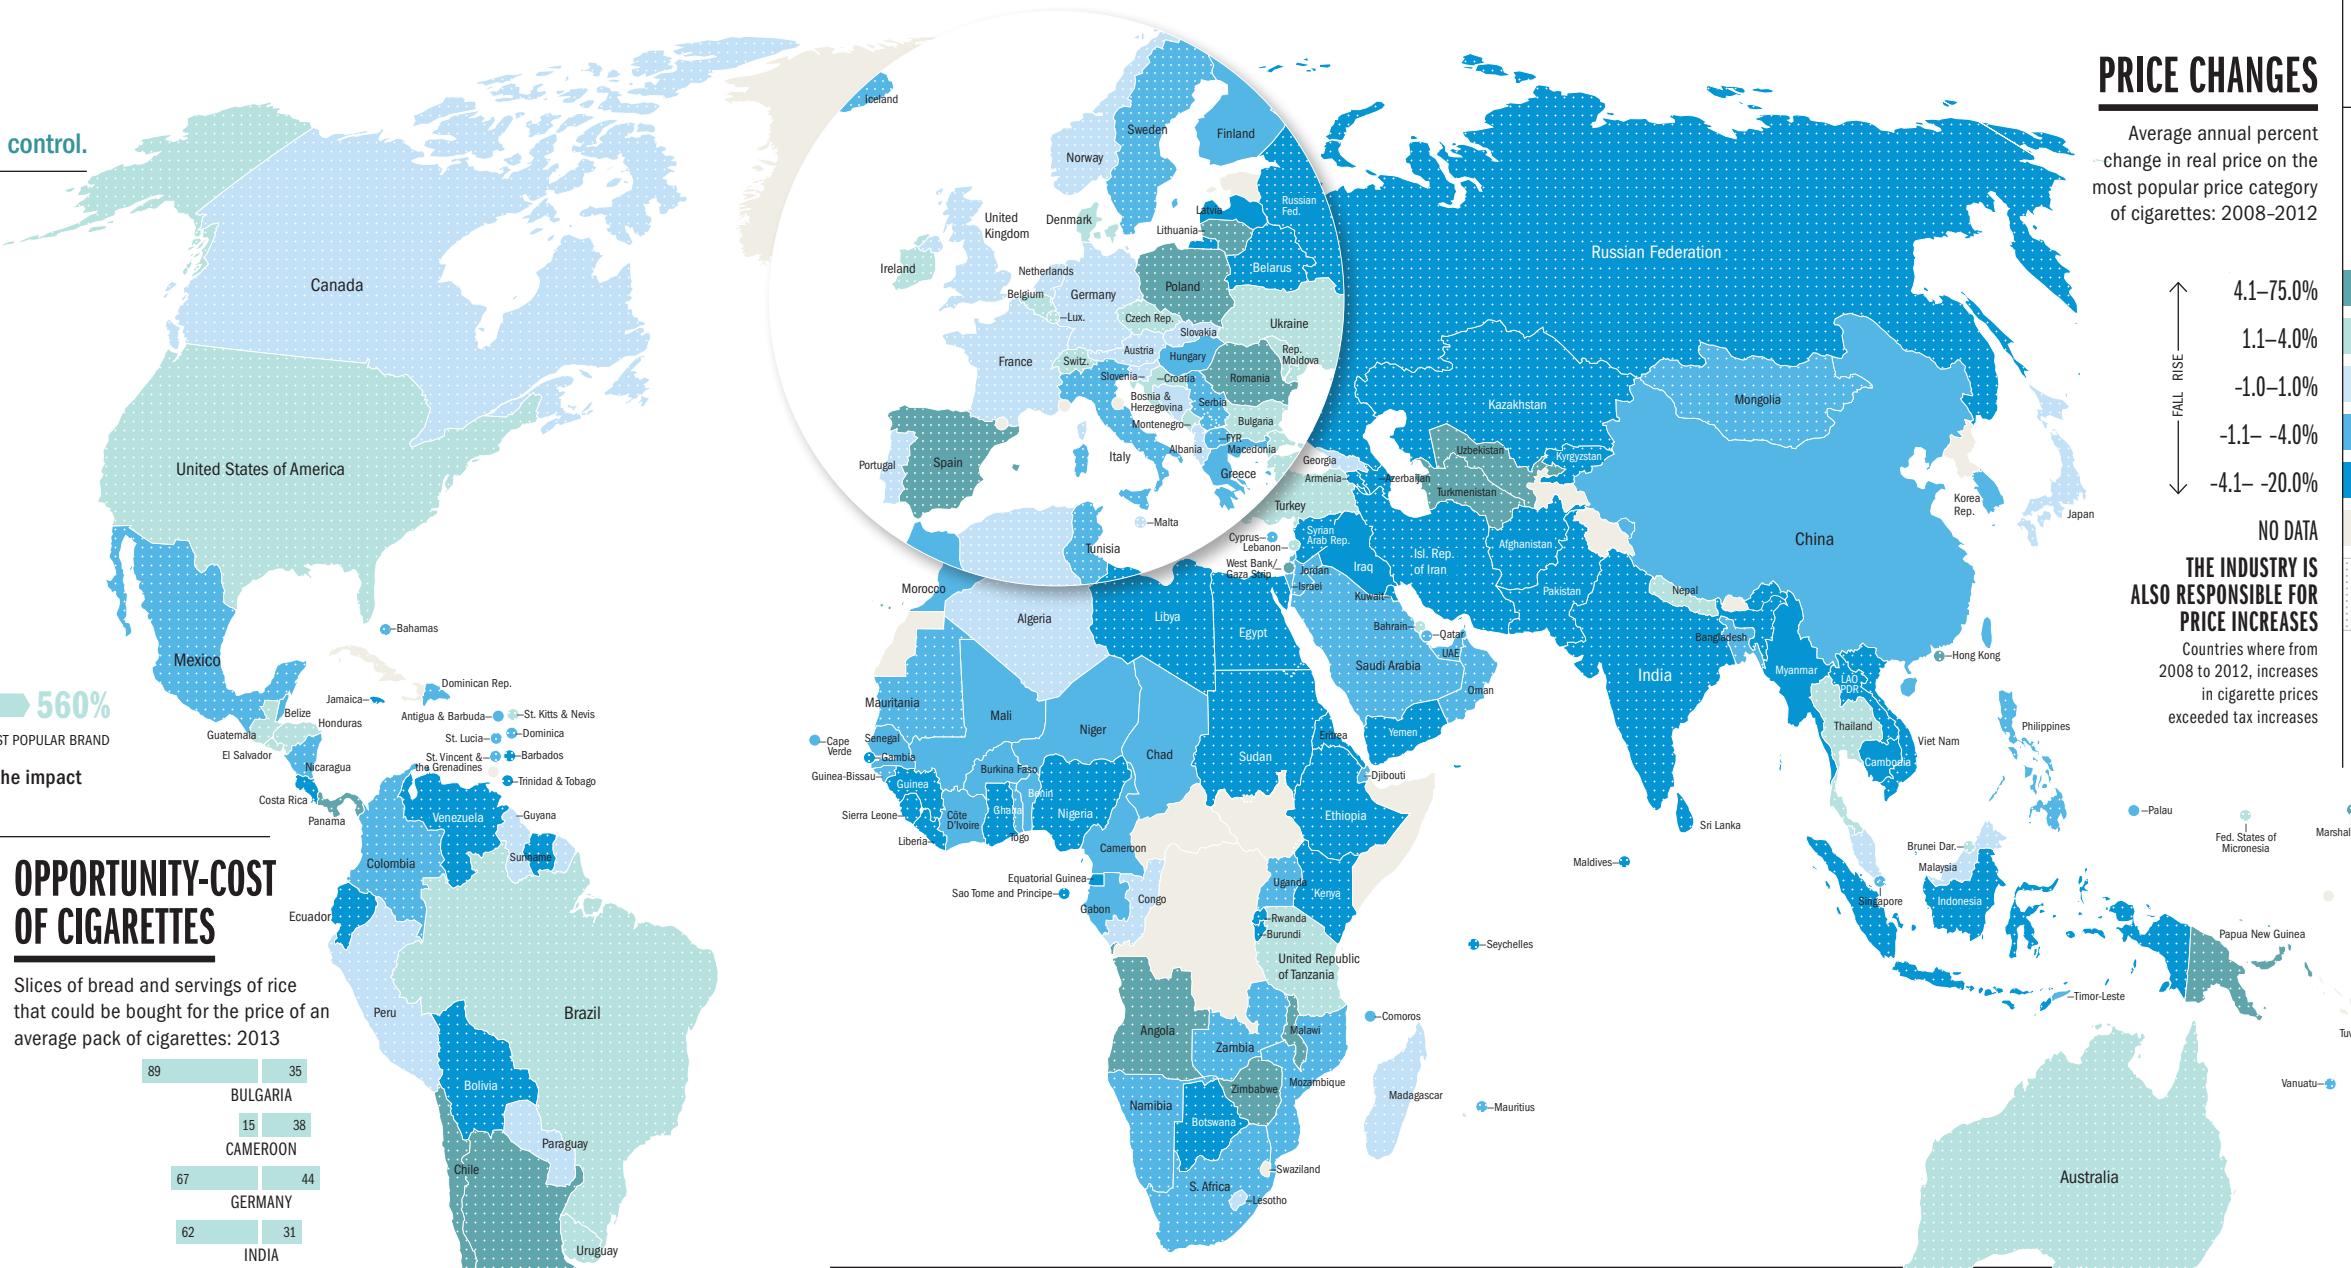 control.
560%
ST POPULAR BRAND
he impact
OPPORTUNITY-COST
OF CIGARETTES
Slices of bread and servings of rice
that could be bought for the price of an
average pack of cigarettes: 2013
89 35
BULGARIA
15 38
CAMEROON
67 44
GERMANY
62 31
INDIA
PRICE CHANGES
Average annual percent
change in real price on the
most popular price category
of cigarettes: 2008–2012
RISE
FALL
4.1–75.0%
1.1–4.0%
-1.0–1.0%
-1.1– -4.0%
-4.1– -20.0%
NO DATA
THE INDUSTRY IS
ALSO RESPONSIBLE FOR
PRICE INCREASES
Countries where from
2008 to 2012, increases
in cigarette prices
exceeded tax increases
Canada
United States of America
Mexico
Bahamas
Jamaica
Dominican Rep.
Antigua & Barbuda
St. Kitts & Nevis
St. Lucia
Dominica
St. Vincent &
the Grenadines
Barbados
Trinidad & Tobago
Belize
Honduras
Guatemala
El Salvador
Nicaragua
Costa Rica
Panama
Venezuela
Guyana
Suriname
Colombia
Ecuador
Peru
Brazil
Bolivia
Paraguay
Chile
Uruguay
Iceland
Sweden
Finland
Norway
United
Kingdom
Denmark
Latvia
Lithuania
Russian
Fed.
Ireland
Netherlands
Belgium
Germany
Poland
Belarus
Lux.
Czech Rep.
Ukraine
Slovakia
Austria
Hungary
Rep.
Moldova
France
Switz.
Slovenia
Croatia
Romania
Bosnia &
Herzegovina
Serbia
Montenegro
Bulgaria
FYR
Macedonia
Albania
Italy
Greece
Portugal
Spain
Malta
Tunisia
Morocco
Algeria
Libya
Egypt
Mauritania
Mali
Niger
Chad
Sudan
Eritrea
Cape
Verde
Senegal
Gambia
Guinea-Bissau
Guinea
Burkina Faso
Benin
Sierra Leone
Liberia
Côte
D'Ivoire
Ghana
Togo
Nigeria
Cameroon
Djibouti
Ethiopia
Equatorial Guinea
Sao Tome and Principe
Gabon
Congo
Uganda
Kenya
Rwanda
Burundi
United Republic
of Tanzania
Seychelles
Angola
Zambia
Malawi
Comoros
Zimbabwe
Mozambique
Madagascar
Mauritius
Namibia
Botswana
S. Africa
Swaziland
Lesotho
Russian Federation
Kazakhstan
Mongolia
Uzbekistan
Kyrgyzstan
Turkmenistan
Georgia
Armenia
Azerbaijan
Turkey
Cyprus
Lebanon
Syrian
Arab Rep.
West Bank/
Gaza Strip
Jordan
Israel
Iraq
Isl. Rep.
of Iran
Afghanistan
Kuwait
Pakistan
Bahrain
Qatar
UAE
Saudi Arabia
Oman
Yemen
China
Nepal
Bangladesh
India
Myanmar
LAO
PDR
Thailand
Viet Nam
Cambodia
Hong Kong
Korea
Rep.
Japan
Philippines
Sri Lanka
Maldives
Brunei Dar.
Malaysia
Singapore
Indonesia
Palau
Fed. States of
Micronesia
Marshal
Papua New Guinea
Timor-Leste
Tuv
Vanuatu
Australia